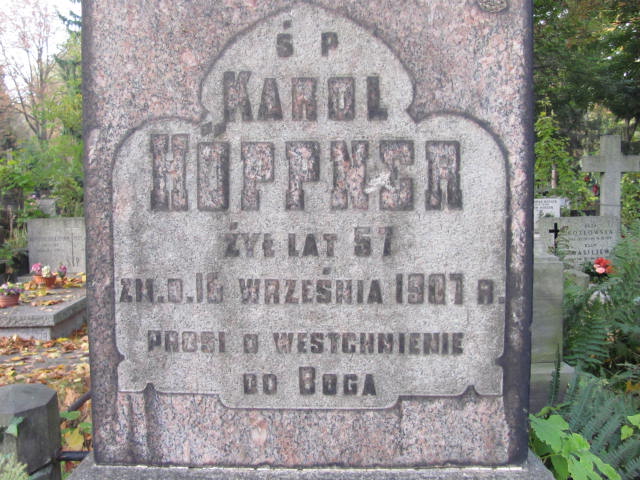 Ś P
KAROL
HÖPPNER
ŻYŁ LAT 57
ZM.D.16 WRZEŚNIA 1907 R.
PROSI O WESTCHNIENIE
DO BOGA